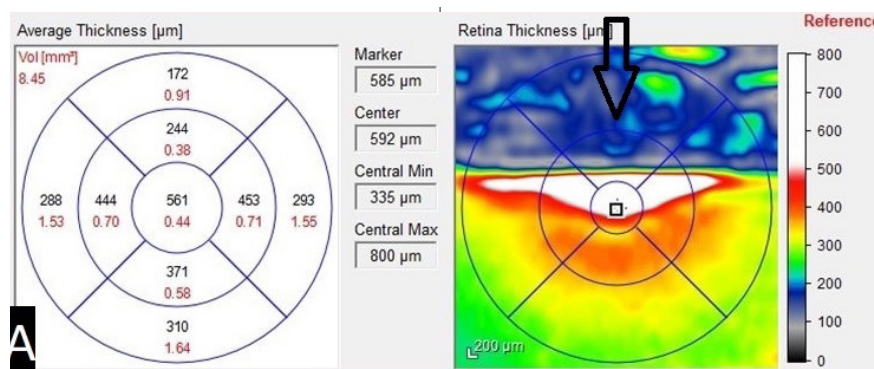 Average Thickness [µm]
Vol [mm³]
8.45
172
0.91
244
0.38
288
1.53
444
0.70
561
0.44
453
0.71
293
1.55
371
0.58
310
1.64
A
Marker
585 µm
Center
592 µm
Central Min
335 µm
Central Max
800 µm
Retina Thickness [µm]
200 µm
Reference
800
700
600
500
400
300
200
100
0